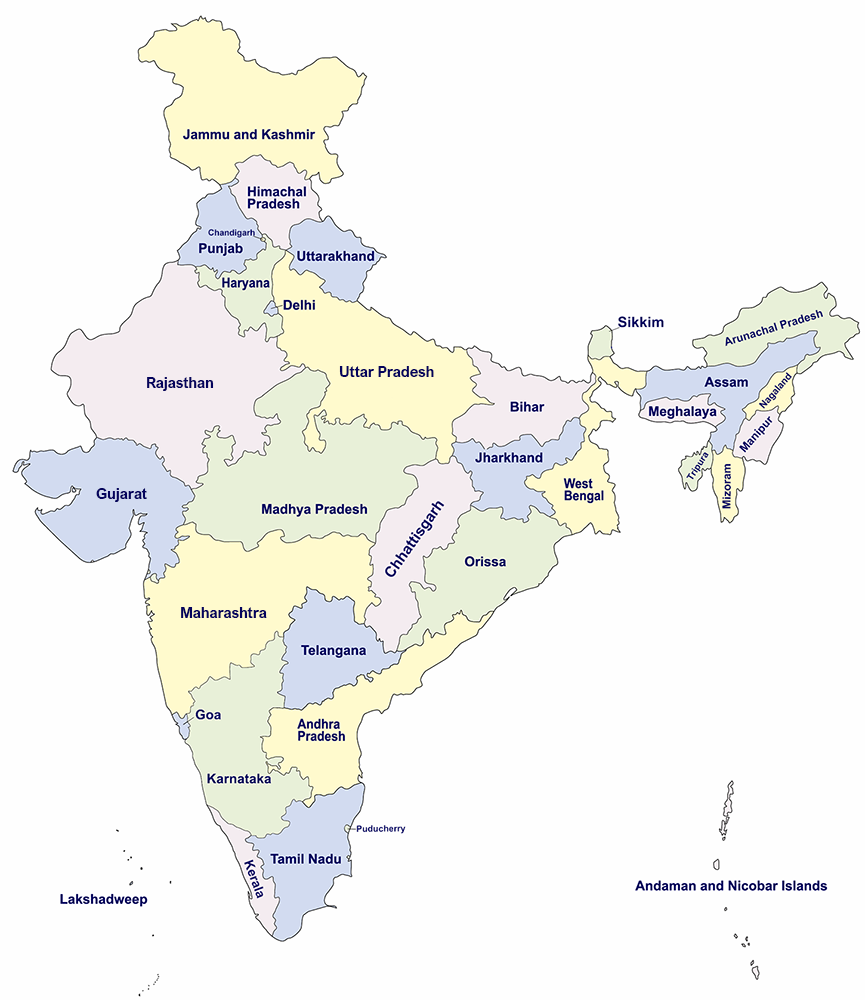 Jammu and Kashmir
Himachal
Pradesh
Chandigarh
Punjab
Uttarakhand
Haryana
Delhi
Sikkim
Arunachal Pradesh
Uttar Pradesh
Rajasthan
Assam
Nagaland
Bihar
Meghalaya
Manipur
Jharkhand
Tripura
Mizoram
West
Bengal
Gujarat
Madhya Pradesh
Chhattisgarh
Orissa
Maharashtra
Telangana
Goa
Andhra
Pradesh
Karnataka
Puducherry
Tamil Nadu
Kerala
Lakshadweep
Andaman and Nicobar Islands